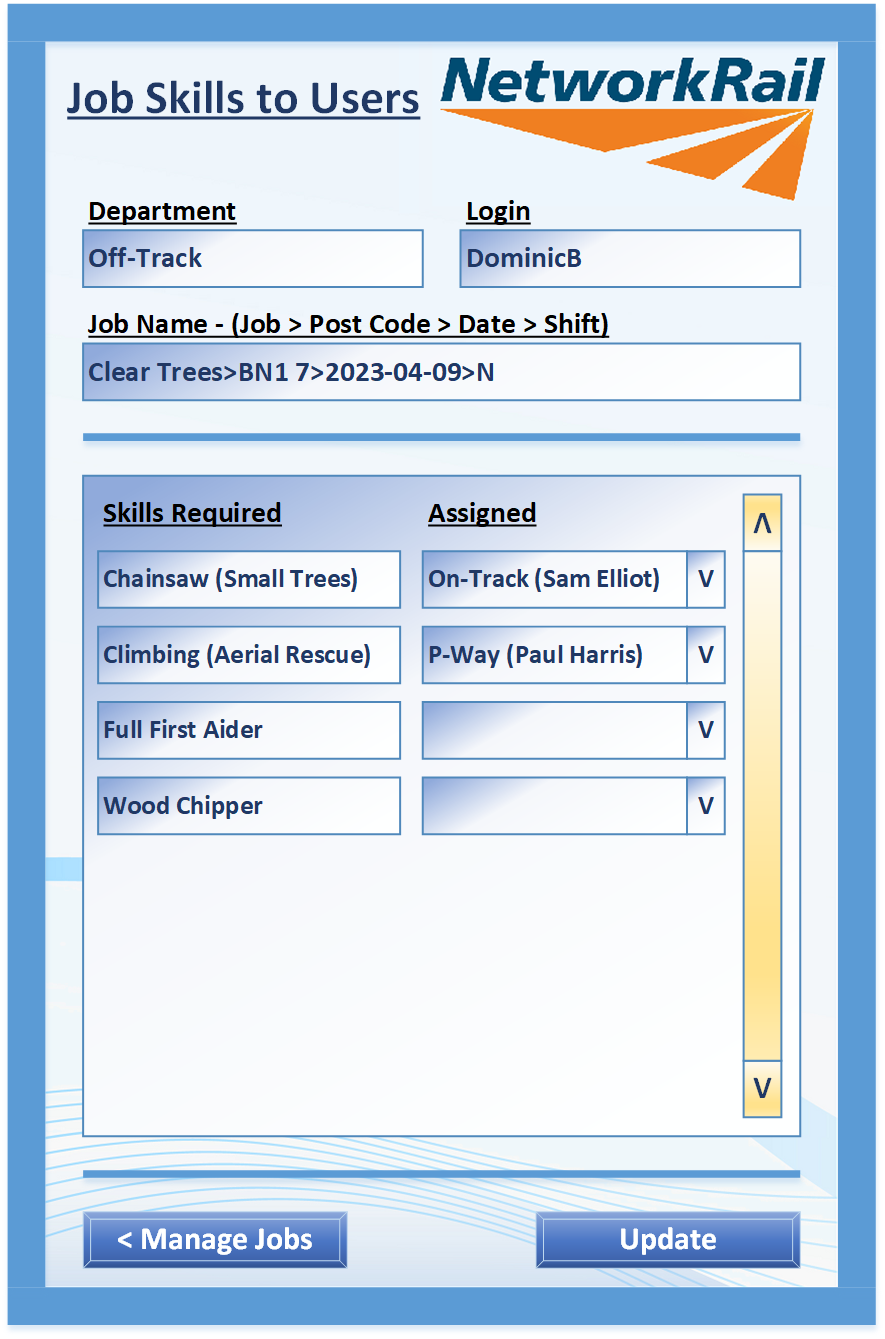 Job Skills to Users
NetworkRail
Department
Login
Off-Track
DominicB
Job Name - (Job > Post Code > Date > Shift)
Clear Trees>BN1 7>2023-04-09>N
Skills Required
Assigned
Λ
Chainsaw (Small Trees)
On-Track (Sam Elliot)
V
Climbing (Aerial Rescue)
P-Way (Paul Harris)
V
Full First Aider
V
Wood Chipper
V
V
< Manage Jobs
Update